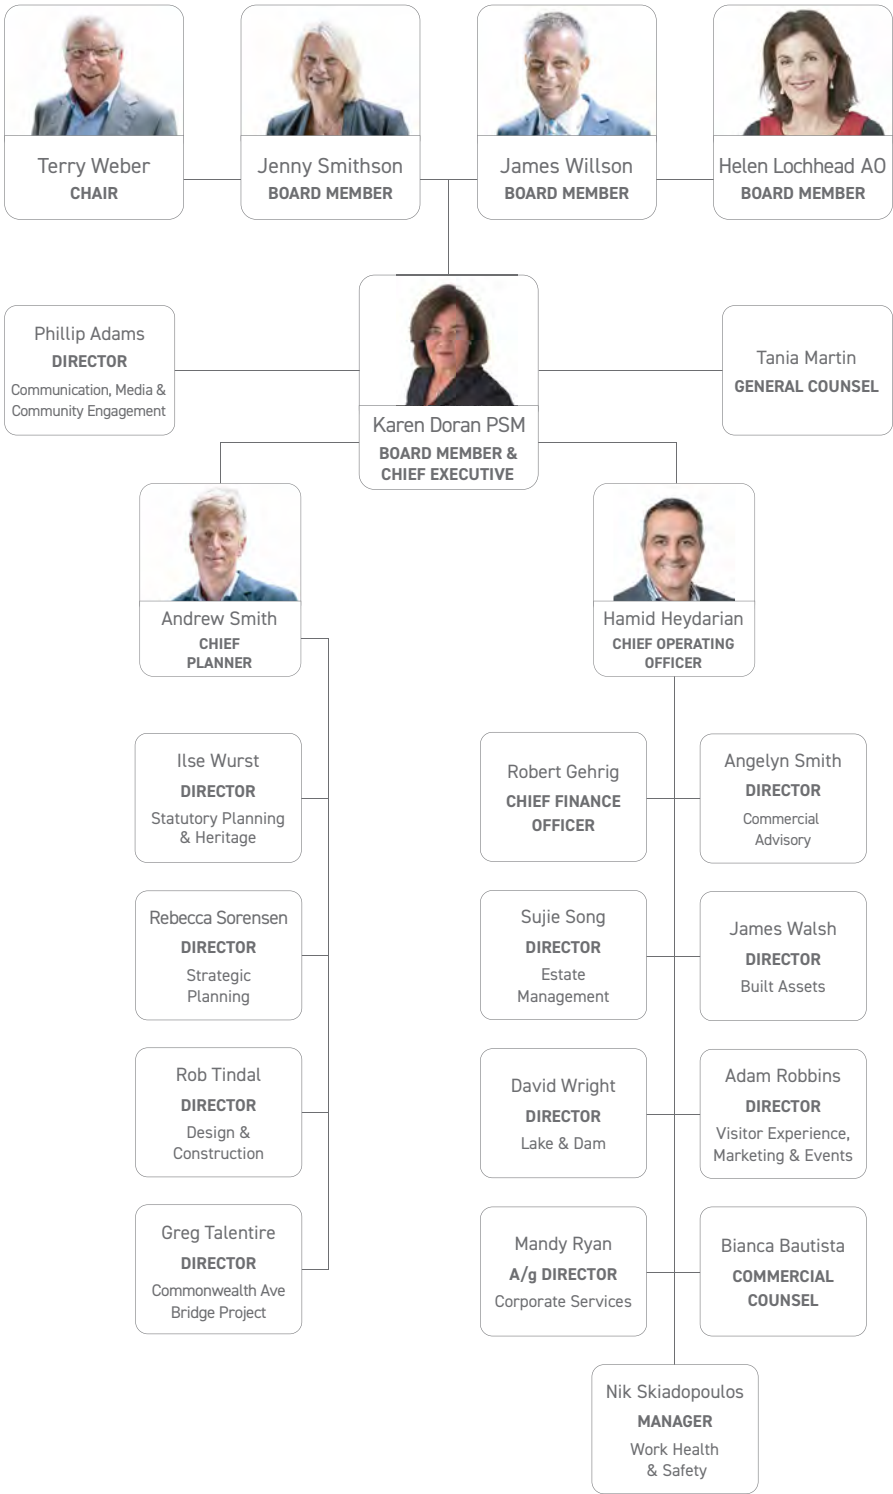 Terry Weber
CHAIR
Jenny Smithson
BOARD MEMBER
James Willson
BOARD MEMBER
Helen Lochhead AO
BOARD MEMBER
Phillip Adams
DIRECTOR
Communication, Media &
Community Engagement
Karen Doran PSM
BOARD MEMBER &
CHIEF EXECUTIVE
Tania Martin
GENERAL COUNSEL
Andrew Smith
CHIEF
PLANNER
Hamid Heydarian
CHIEF OPERATING
OFFICER
Ilse Wurst
DIRECTOR
Statutory Planning
& Heritage
Rebecca Sorensen
DIRECTOR
Strategic
Planning
Rob Tindal
DIRECTOR
Design &
Construction
Greg Talentire
DIRECTOR
Commonwealth Ave
Bridge Project
Robert Gehrig
CHIEF FINANCE
OFFICER
Angelyn Smith
DIRECTOR
Commercial
Advisory
Sujie Song
DIRECTOR
Estate
Management
James Walsh
DIRECTOR
Built Assets
David Wright
DIRECTOR
Lake & Dam
Adam Robbins
DIRECTOR
Visitor Experience,
Marketing & Events
Mandy Ryan
A/g DIRECTOR
Corporate Services
Bianca Bautista
COMMERCIAL
COUNSEL
Nik Skiadopoulos
MANAGER
Work Health
& Safety